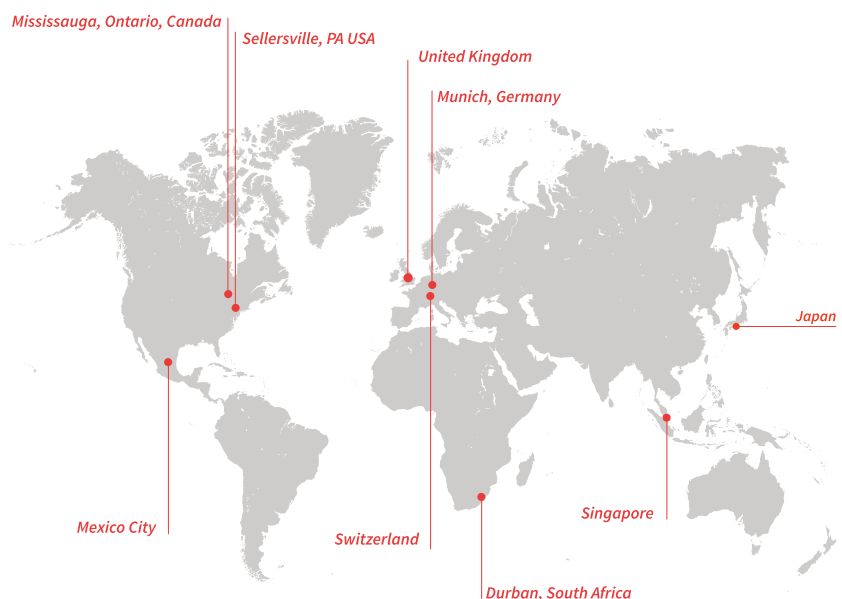 Mississauga, Ontario, Canada
Sellersville, PA USA
United Kingdom
Munich, Germany
Japan
Singapore
Mexico City
Switzerland
Durban, South Africa